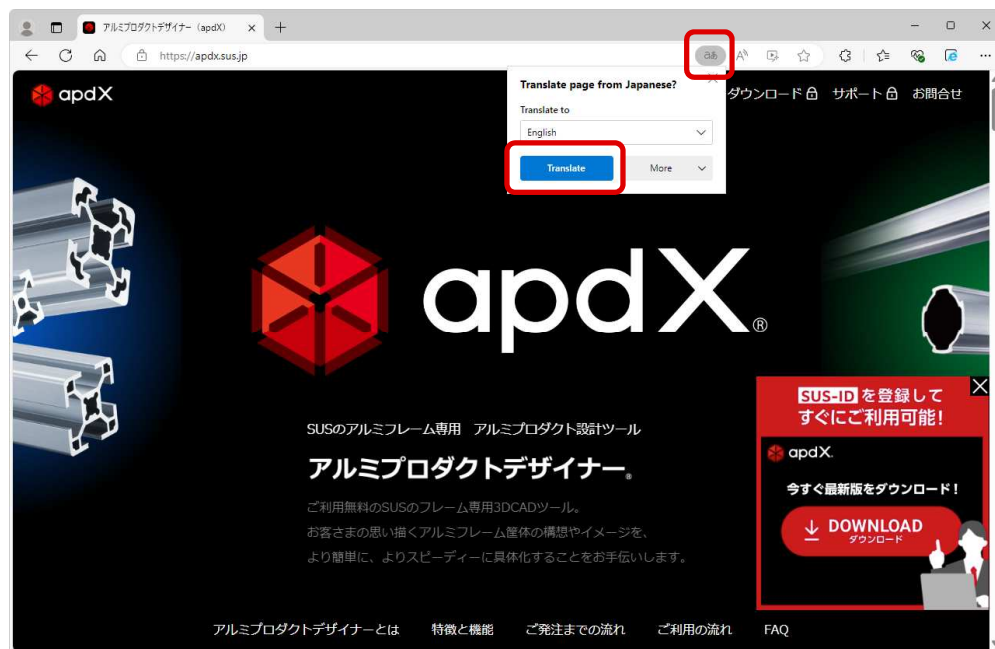 アルミプロダクトデザイナー (apdX)
https://apdx.sus.jp
aあ
apdX
Translate page from Japanese?
Translate to
English
Translate More
ダウンロード サポート お問合せ
apdX®
SUSのアルミフレーム専用 アルミプロダクト設計ツール
アルミプロダクトデザイナー®
ご利用無料のSUSのフレーム専用3DCADツール。
お客さまの思い描くアルミフレーム筐体の構想やイメージを、
より簡単に、よりスピーディーに具体化することをお手伝いします。
SUS-ID を登録して
すぐにご利用可能!
apdX.
今すぐ最新版をダウンロード!
DOWNLOAD
ダウンロード
アルミプロダクトデザイナーとは 特徴と機能 ご発注までの流れ ご利用の流れ FAQ